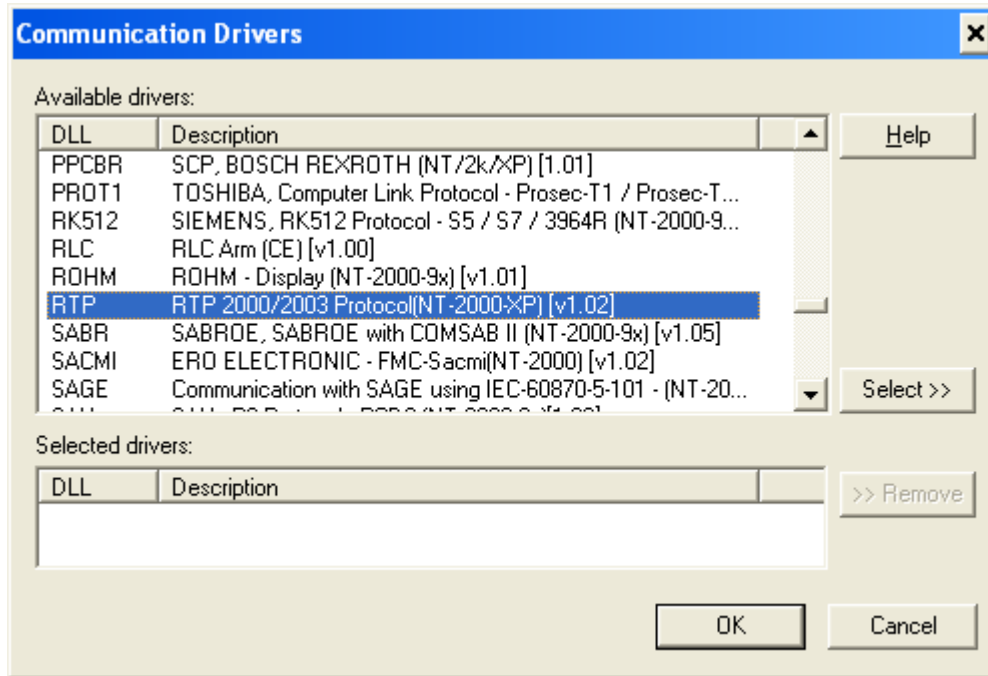 Communication Drivers
Available drivers:
DLL Description
PPCBR SCP, BOSCH REXROTH (NT/2k/XP) [1.01]
PROT1 TOSHIBA, Computer Link Protocol - Prosec-T1 / Prosec-T...
RK512 SIEMENS, RK512 Protocol - S5 / S7 / 3964R (NT-2000-9...
RLC RLC Arm (CE) [v1.00]
ROHM ROHM - Display (NT-2000-9x) [v1.01]
RTP RTP 2000/2003 Protocol(NT-2000-XP) [v1.02]
SABR SABROE, SABROE with COMSAB II (NT-2000-9x) [v1.05]
SACMI ERO ELECTRONIC - FMC-Sacmi(NT-2000) [v1.02]
SAGE Communication with SAGE using IEC-60870-5-101 - (NT-20...
Help
Select >>
Selected drivers:
DLL Description
>> Remove
OK Cancel